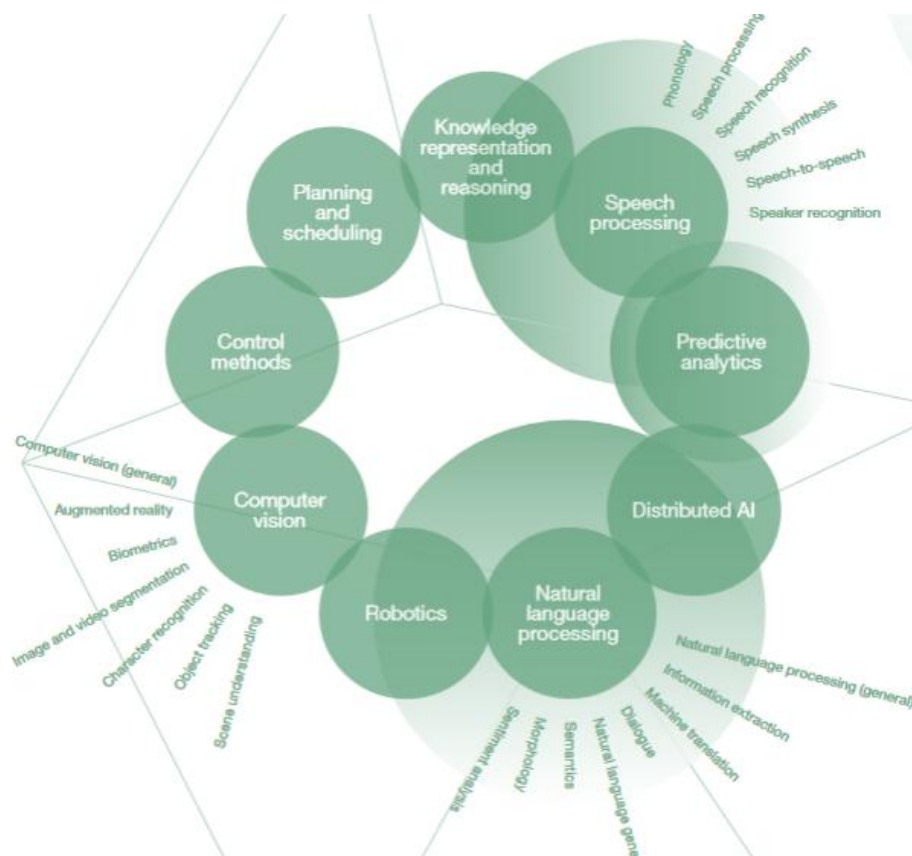 Phonology
Speech processing
Speech recognition
Speech synthesis
Speech-to-speech
Speaker recognition
Knowledge
representation
and
reasoning
Planning
and
scheduling
Speech
processing
Control
methods
Predictive
analytics
Computer vision (general)
Augmented reality
Biometrics
Image and video segmentation
Character recognition
Object tracking
Scene understanding
Computer
vision
Distributed AI
Robotics
Natural
language
processing
Natural language processing (general)
Information extraction
Machine translation
Dialogue
Natural language gene
Semantics
Morphology
Sentiment analysis